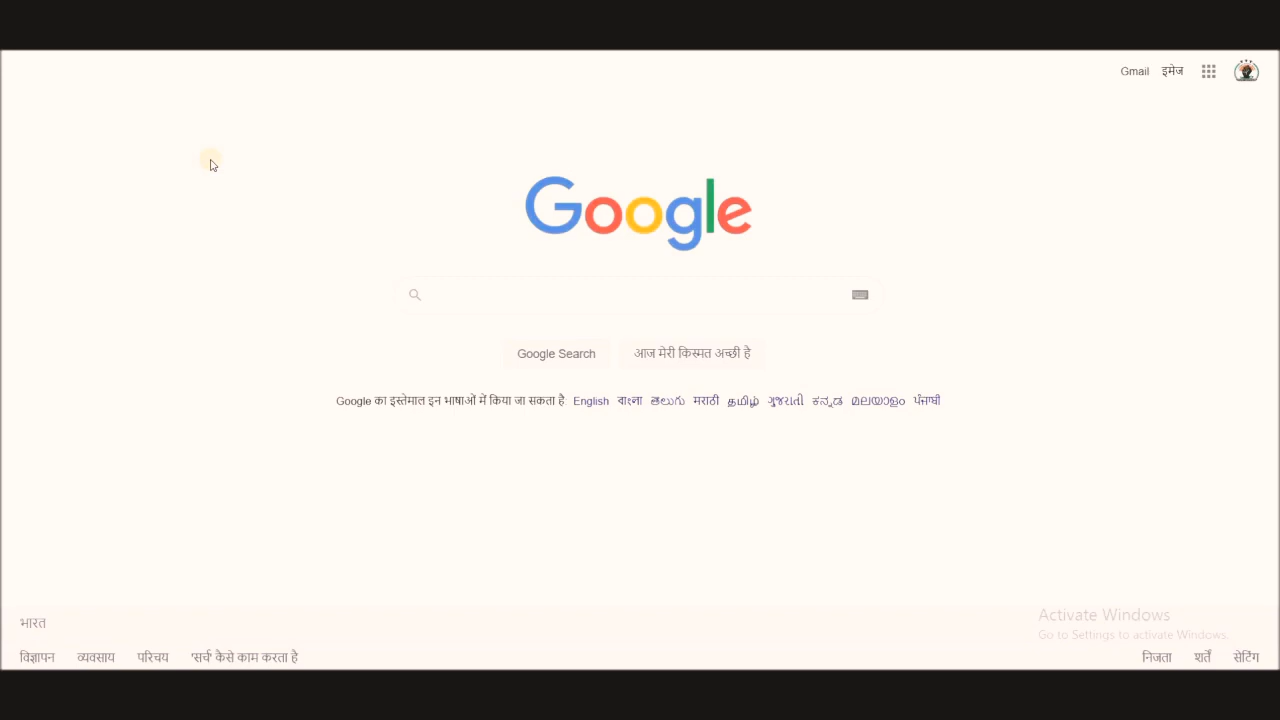 Gmail इमेज
Google
Google Search आज मेरी किस्मत अच्छी है
Google का इस्तेमाल इन भाषाओं में किया जा सकता है: English বাংলা తెలుగు मराठी தமிழ் ગુજરાતી ಕನ್ನಡ മലയാളം ਪੰਜਾਬੀ
Activate Windows
Go to Settings to activate Windows.
भारत
विज्ञापन व्यवसाय परिचय 'सर्च' कैसे काम करता है निजता शर्तें सेटिंग